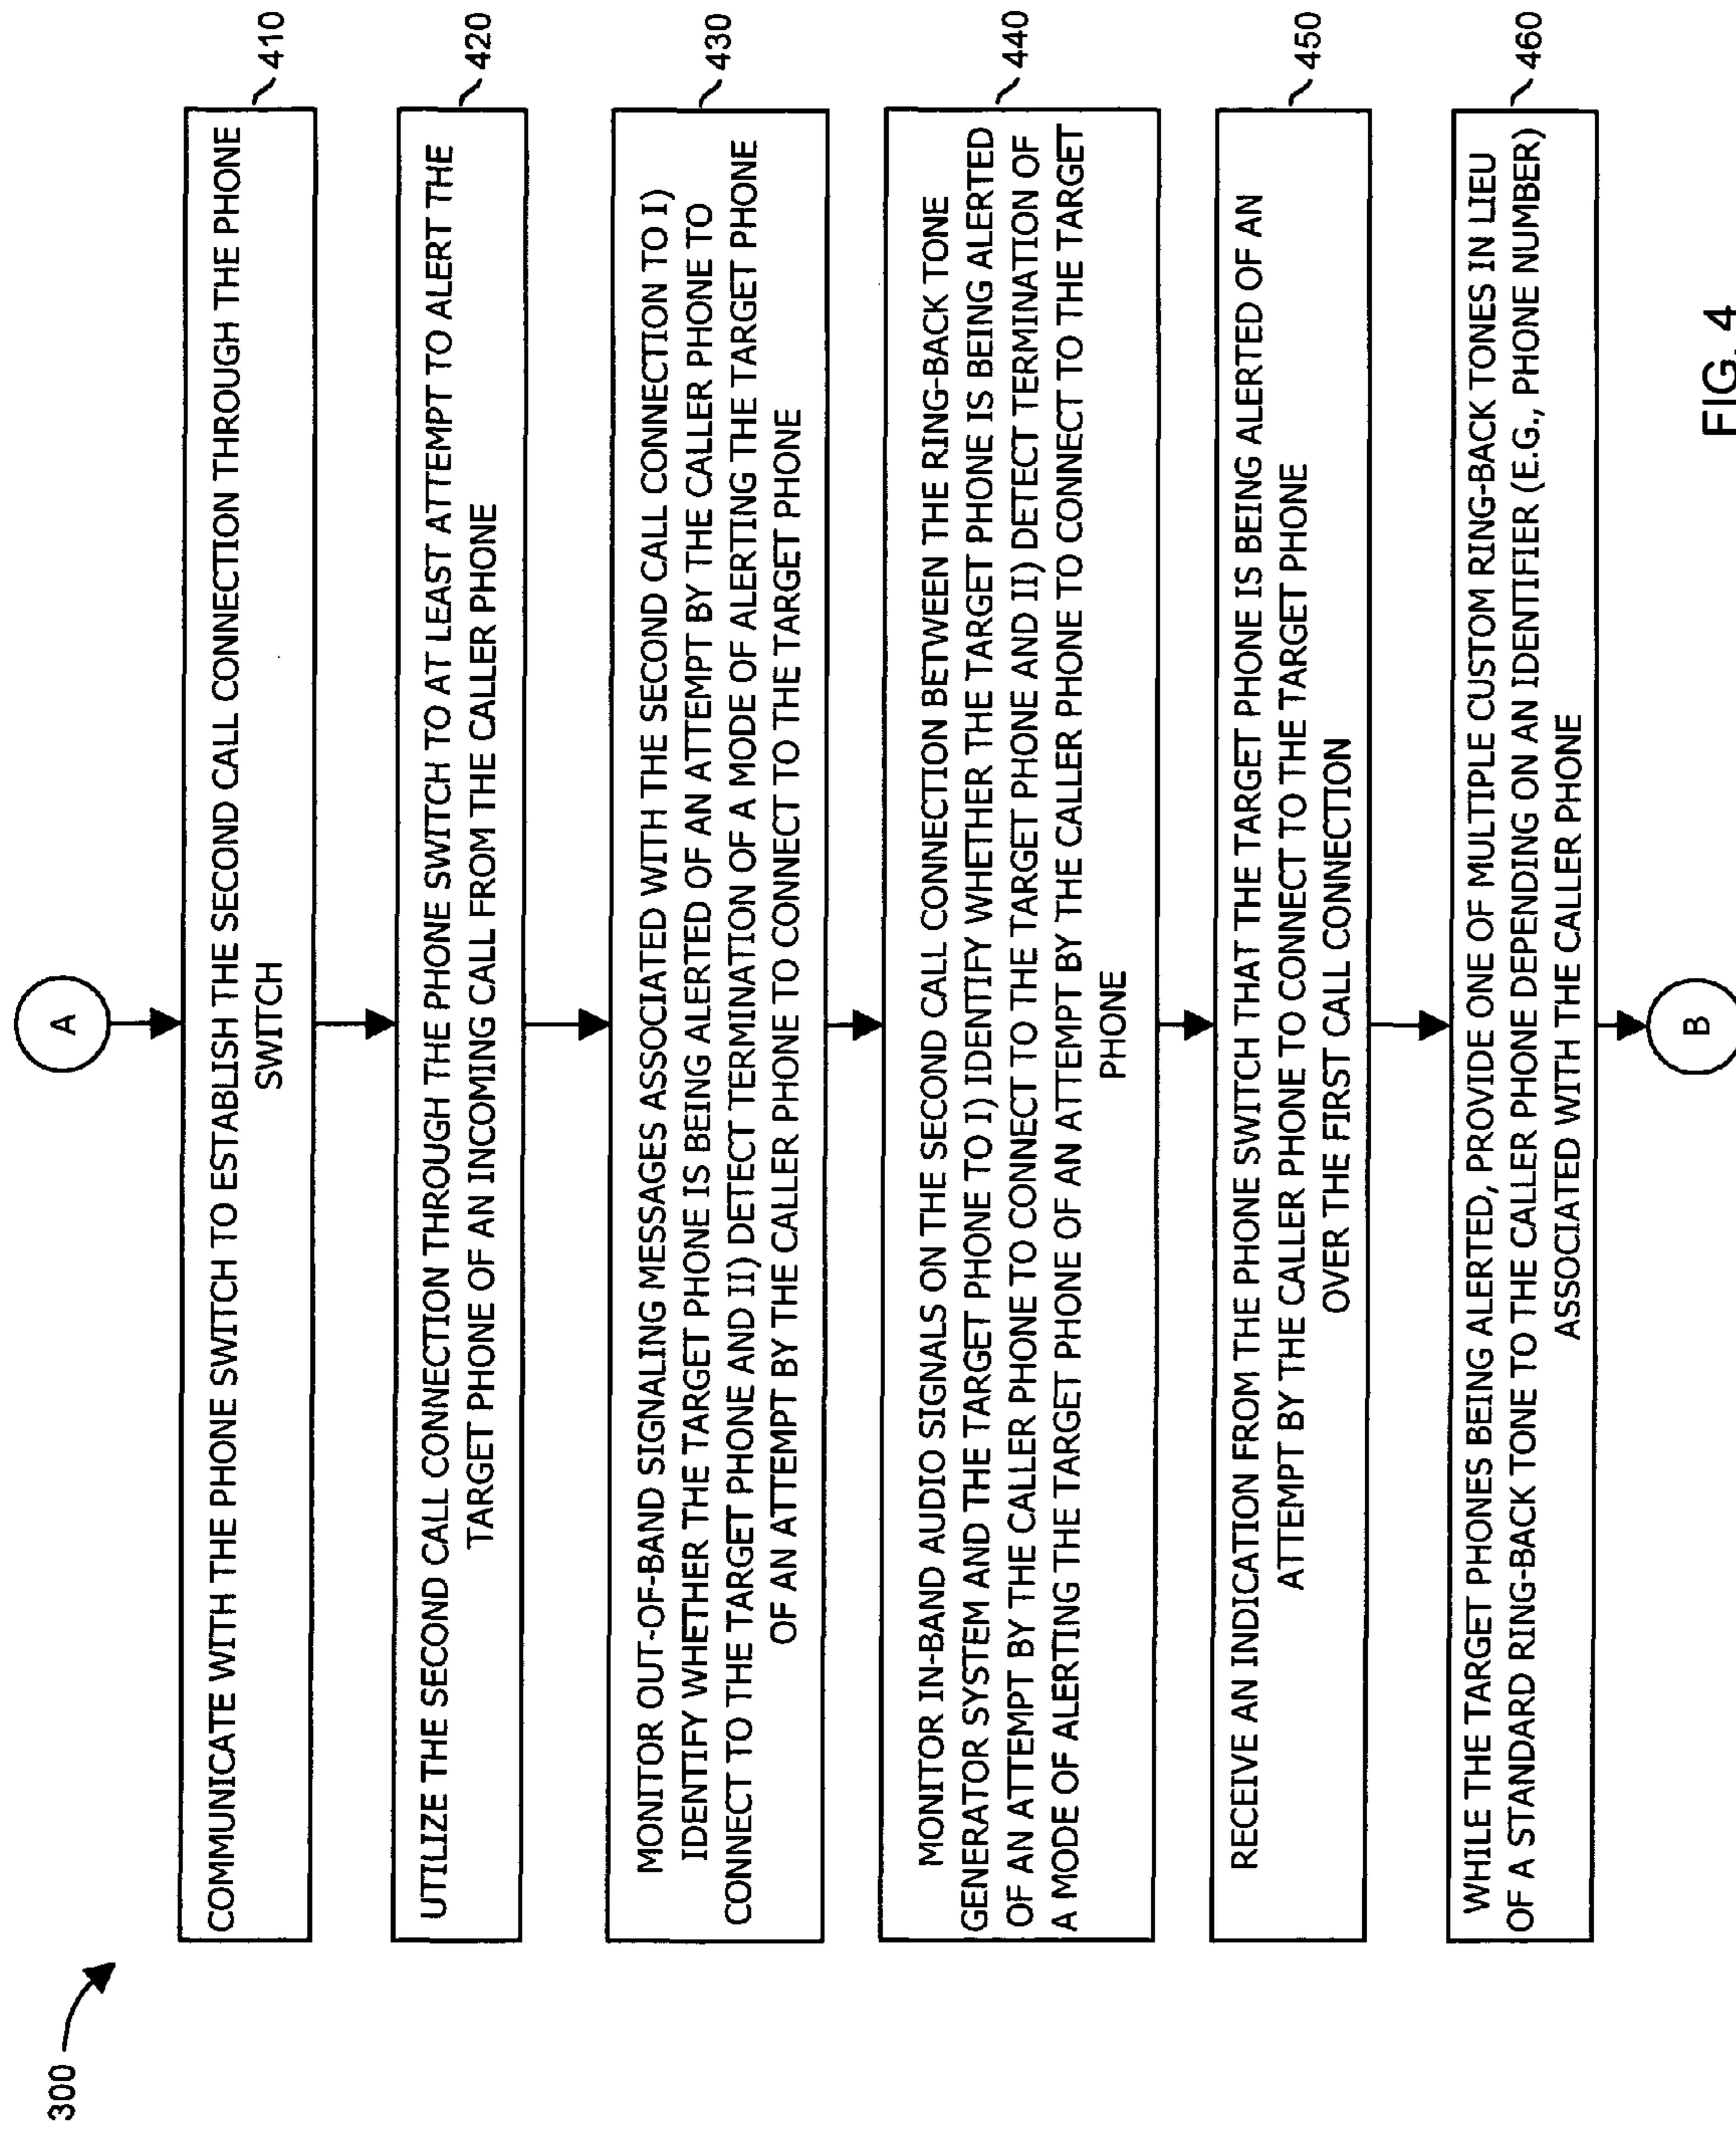 300
A
COMMUNICATE WITH THE PHONE SWITCH TO ESTABLISH THE SECOND CALL CONNECTION THROUGH THE PHONE
SWITCH
410
UTILIZE THE SECOND CALL CONNECTION THROUGH THE PHONE SWITCH TO AT LEAST ATTEMPT TO ALERT THE
TARGET PHONE OF AN INCOMING CALL FROM THE CALLER PHONE
420
MONITOR OUT-OF-BAND SIGNALING MESSAGES ASSOCIATED WITH THE SECOND CALL CONNECTION TO I)
IDENTIFY WHETHER THE TARGET PHONE IS BEING ALERTED OF AN ATTEMPT BY THE CALLER PHONE TO
CONNECT TO THE TARGET PHONE AND II) DETECT TERMINATION OF A MODE OF ALERTING THE TARGET PHONE
OF AN ATTEMPT BY THE CALLER PHONE TO CONNECT TO THE TARGET PHONE
430
MONITOR IN-BAND AUDIO SIGNALS ON THE SECOND CALL CONNECTION BETWEEN THE RING-BACK TONE
GENERATOR SYSTEM AND THE TARGET PHONE TO I) IDENTIFY WHETHER THE TARGET PHONE IS BEING ALERTED
OF AN ATTEMPT BY THE CALLER PHONE TO CONNECT TO THE TARGET PHONE AND II) DETECT TERMINATION OF
A MODE OF ALERTING THE TARGET PHONE OF AN ATTEMPT BY THE CALLER PHONE TO CONNECT TO THE TARGET
PHONE
440
RECEIVE AN INDICATION FROM THE PHONE SWITCH THAT THE TARGET PHONE IS BEING ALERTED OF AN
ATTEMPT BY THE CALLER PHONE TO CONNECT TO THE TARGET PHONE
OVER THE FIRST CALL CONNECTION
450
WHILE THE TARGET PHONES BEING ALERTED, PROVIDE ONE OF MULTIPLE CUSTOM RING-BACK TONES IN LIEU
OF A STANDARD RING-BACK TONE TO THE CALLER PHONE DEPENDING ON AN IDENTIFIER (E.G., PHONE NUMBER)
ASSOCIATED WITH THE CALLER PHONE
460
B
FIG. 4